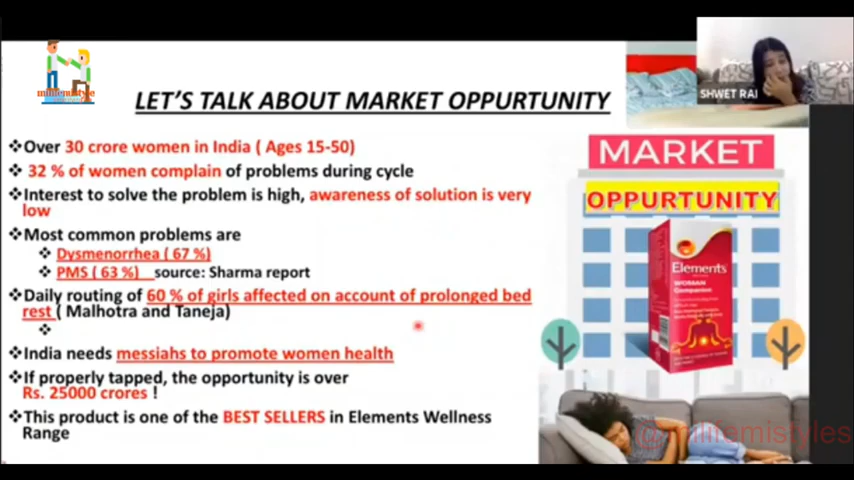 milifemistyles
SHWET RAI
LET'S TALK ABOUT MARKET OPPURTUNITY
❖Over 30 crore women in India ( Ages 15-50)
❖32 % of women complain of problems during cycle
❖Interest to solve the problem is high, awareness of solution is very
low
❖Most common problems are
❖ Dysmenorrhea ( 67 %)
❖ PMS ( 63 %) source: Sharma report
❖Daily routing of 60 % of girls affected on account of prolonged bed
rest ( Malhotra and Taneja)
❖
❖India needs messiahs to promote women health
❖If properly tapped, the opportunity is over
Rs. 25000 crores !
❖This product is one of the BEST SELLERS in Elements Wellness
Range
MARKET
OPPURTUNITY
Elements
WOMAN
Companion
@milifemistyles